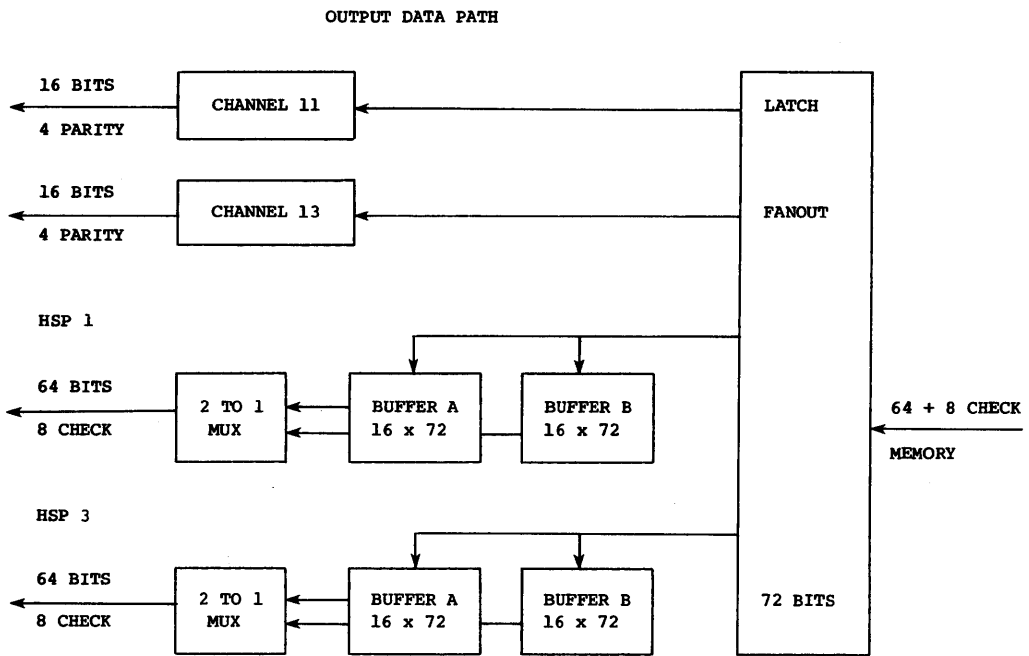 OUTPUT DATA PATH
16 BITS
4 PARITY
CHANNEL 11
LATCH
16 BITS
4 PARITY
CHANNEL 13
FANOUT
HSP 1
64 BITS
8 CHECK
2 TO 1
MUX
BUFFER A
16 x 72
BUFFER B
16 x 72
64 + 8 CHECK
MEMORY
HSP 3
64 BITS
8 CHECK
2 TO 1
MUX
BUFFER A
16 x 72
BUFFER B
16 x 72
72 BITS